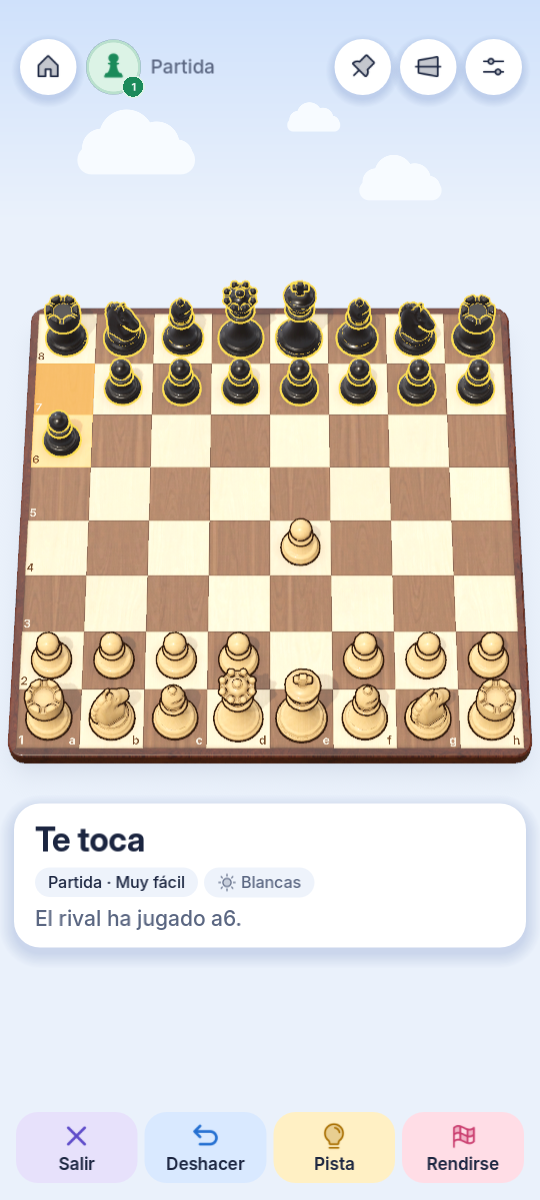 Partida
1
8
7
6
5
4
3
2
1 a b c d e f g h
Te toca
Partida · Muy fácil
Blancas
El rival ha jugado a6.
Salir
Deshacer
Pista
Rendirse